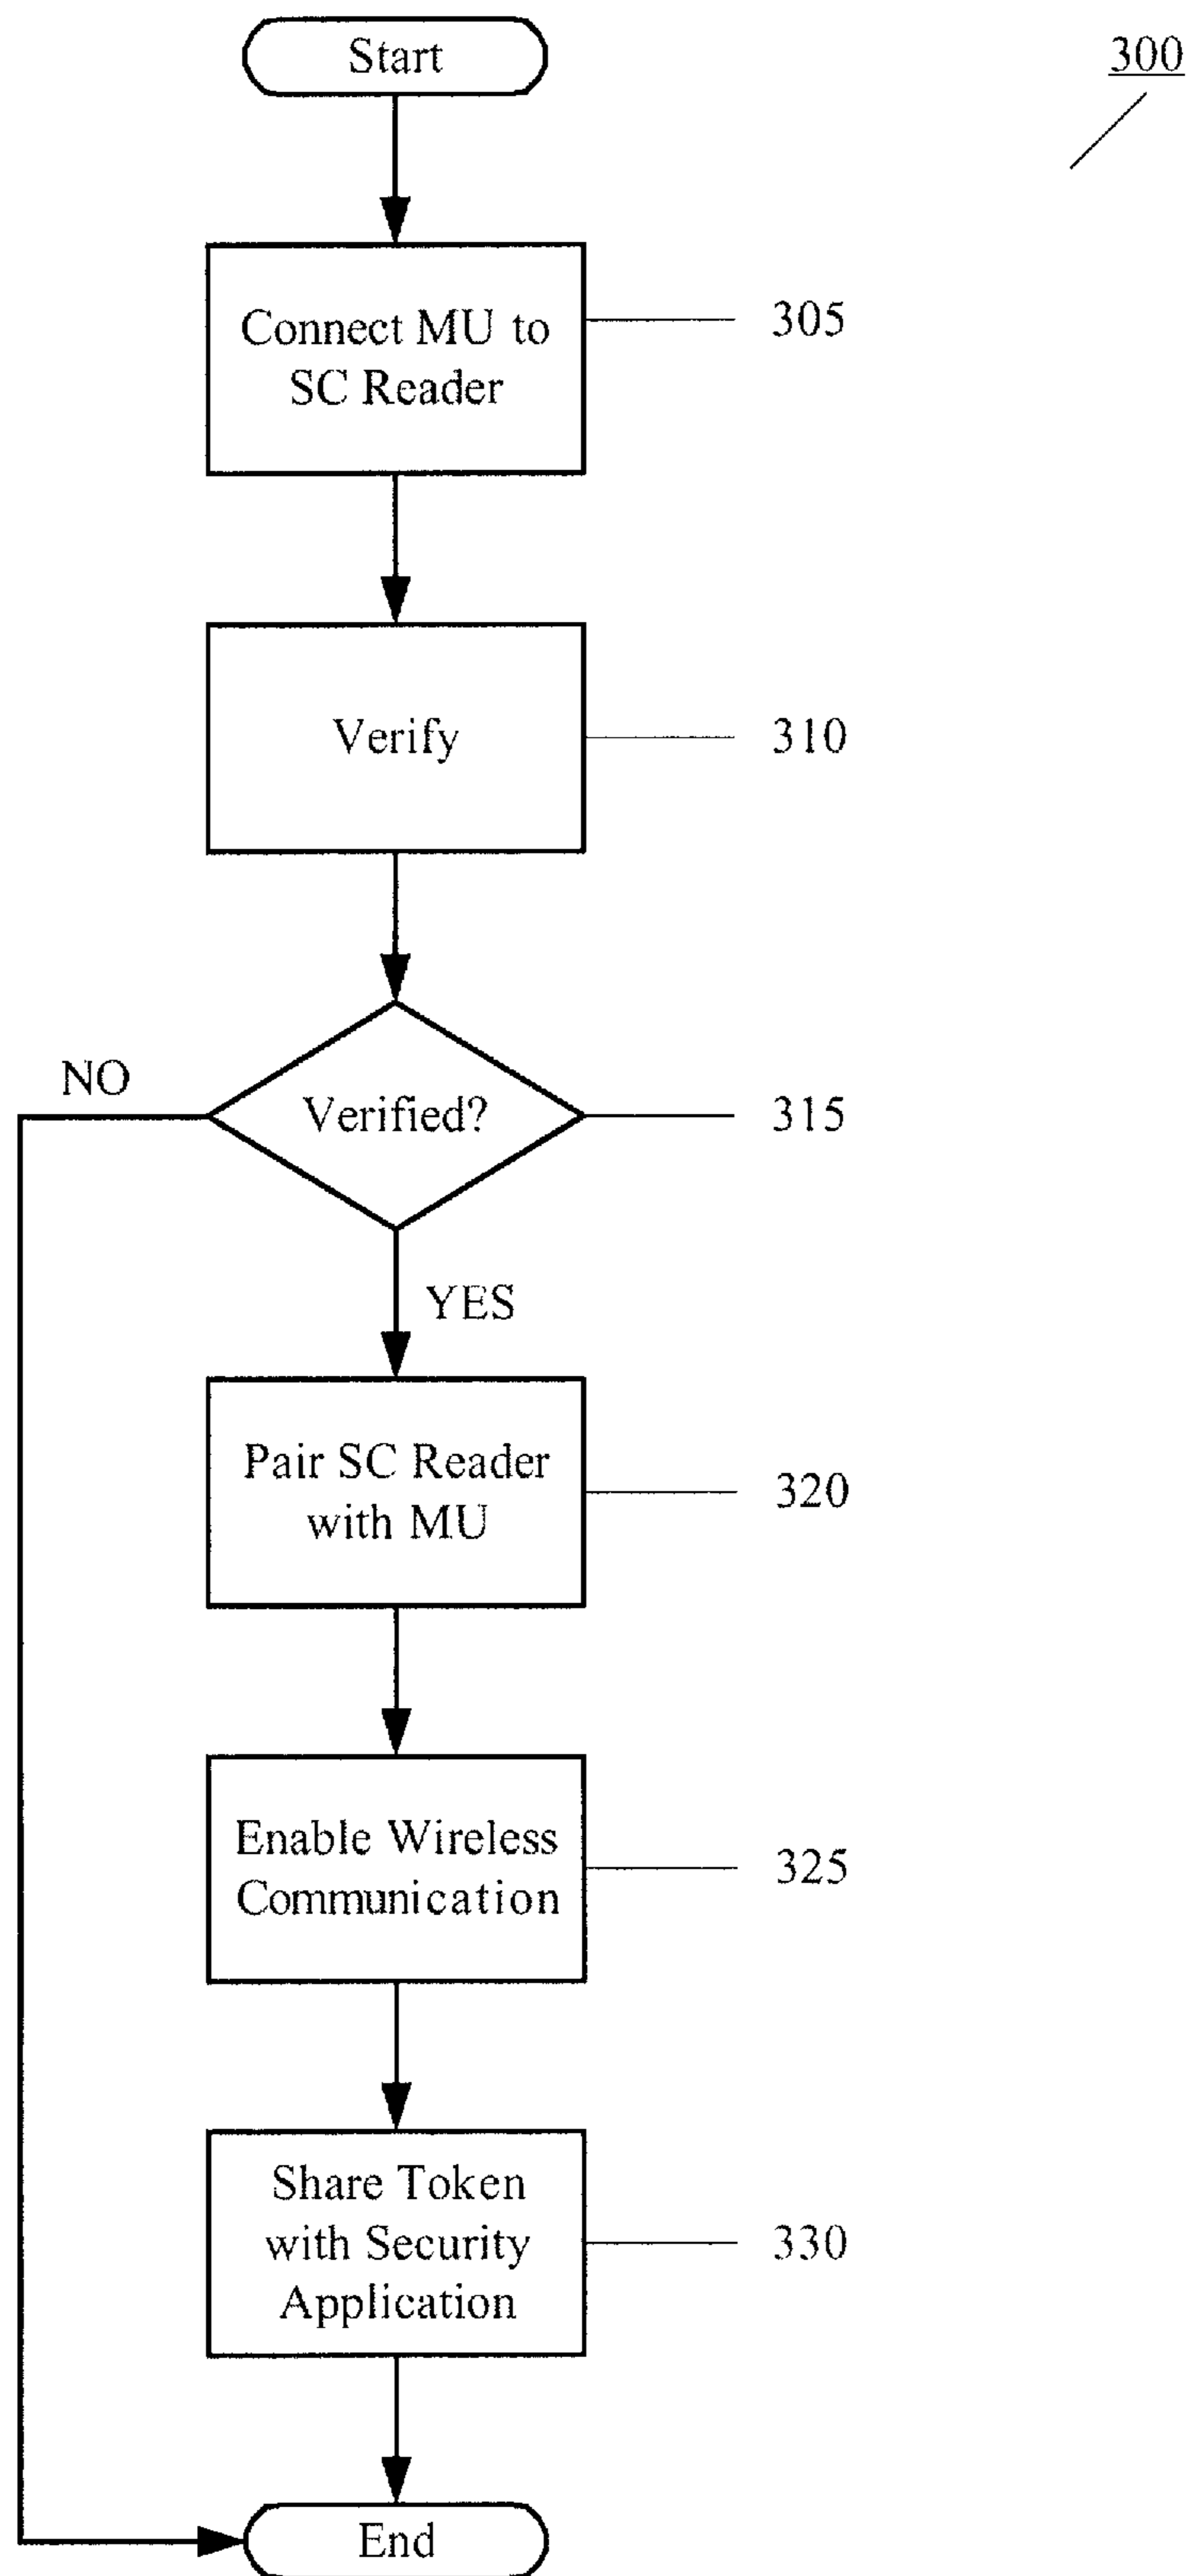 Start
300
Connect MU to
SC Reader
305
Verify
310
NO
Verified?
315
YES
Pair SC Reader
with MU
320
Enable Wireless
Communication
325
Share Token
with Security
Application
330
End